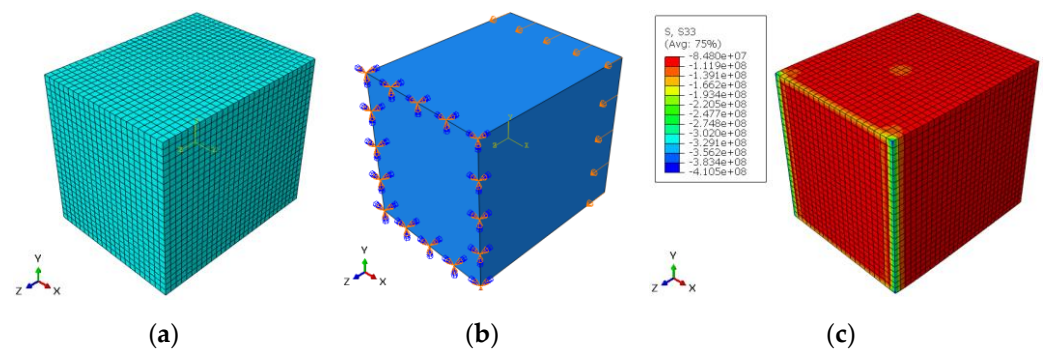 S, S33
(Avg: 75%)
-8.480e+07
-1.119e+08
-1.391e+08
-1.662e+08
-1.934e+08
-2.205e+08
-2.477e+08
-2.748e+08
-3.020e+08
-3.291e+08
-3.562e+08
-3.834e+08
-4.105e+08
Y
Z X
Y
Z X
Y
Z X
(a) (b) (c)